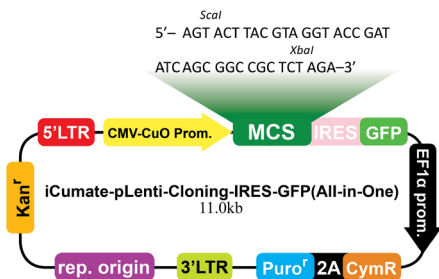 ScaI
5'– AGT ACT TAC GTA GGT ACC GAT
XbaI
ATC AGC GGC CGC TCT AGA–3'
5'LTR
CMV-CuO Prom.
MCS
IRES
GFP
EF1α prom.
Kanʳ
iCumate-pLenti-Cloning-IRES-GFP(All-in-One)
11.0kb
rep. origin
3'LTR
Puroʳ
2A
CymR